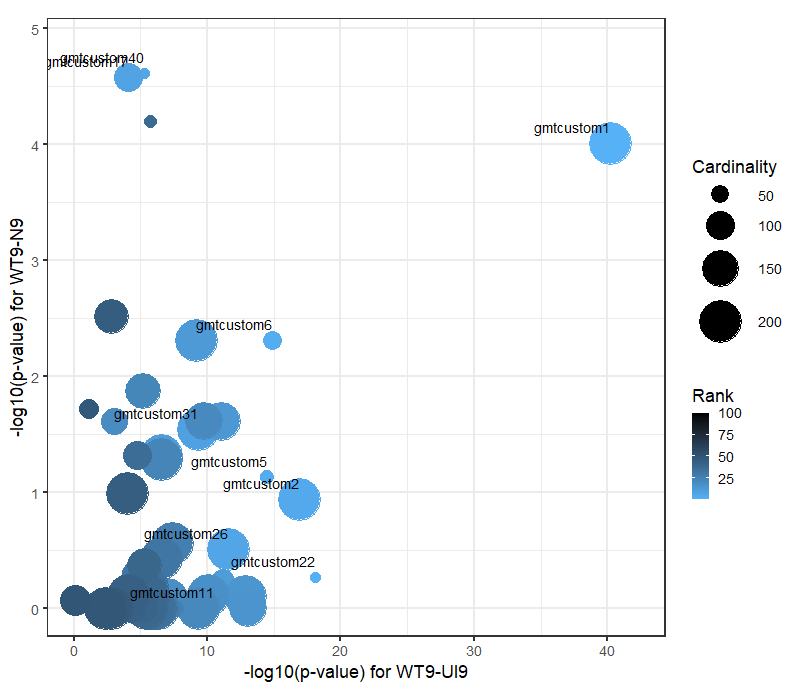 5
4
3
2
1
0
0
10
20
30
40
-log10(p-value) for WT9-N9
-log10(p-value) for WT9-UI9
gmtcustom40
gmtcustom17
gmtcustom1
gmtcustom6
gmtcustom31
gmtcustom5
gmtcustom2
gmtcustom26
gmtcustom22
gmtcustom11
Cardinality
50
100
150
200
Rank
100
75
50
25